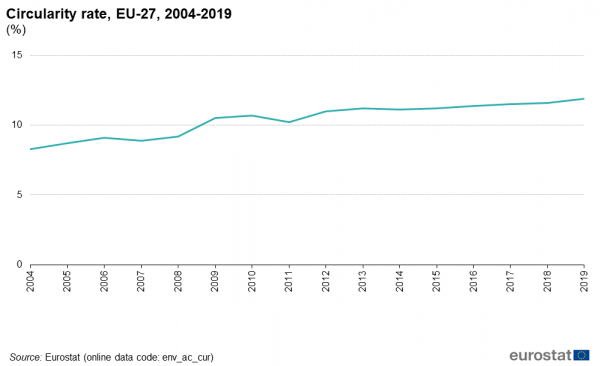 Circularity rate, EU-27, 2004-2019
(%)
15
10
5
0
2004 2005 2006 2007 2008 2009 2010 2011 2012 2013 2014 2015 2016 2017 2018 2019
Source: Eurostat (online data code: env_ac_cur)
eurostat